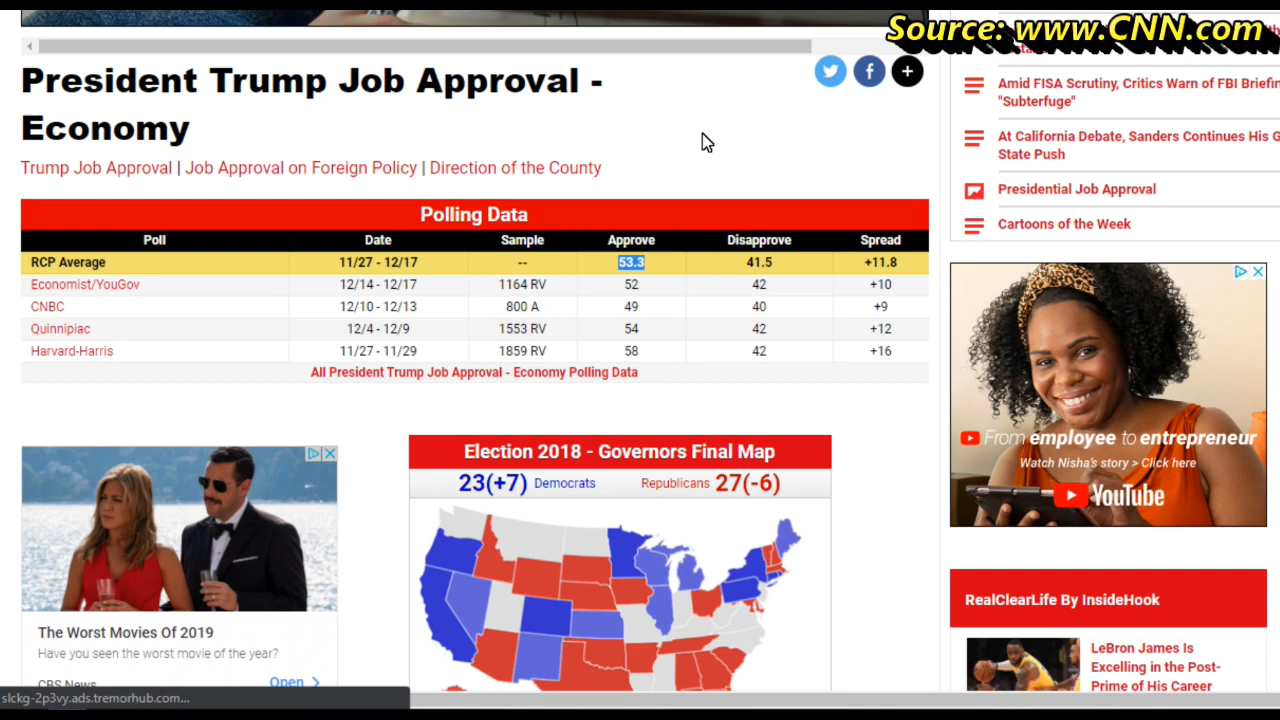 Source: www.CNN.com
President Trump Job Approval -
Economy
Trump Job Approval | Job Approval on Foreign Policy | Direction of the County
Polling Data
Poll Date Sample Approve Disapprove Spread
RCP Average 11/27 - 12/17 -- 53.3 41.5 +11.8
Economist/YouGov 12/14 - 12/17 1164 RV 52 42 +10
CNBC 12/10 - 12/13 800 A 49 40 +9
Quinnipiac 12/4 - 12/9 1553 RV 54 42 +12
Harvard-Harris 11/27 - 11/29 1859 RV 58 42 +16
All President Trump Job Approval - Economy Polling Data
The Worst Movies Of 2019
Have you seen the worst movie of the year?
CBS News Open
slckg-2p3vy.ads.tremorhub.com...
Election 2018 - Governors Final Map
23(+7) Democrats Republicans 27(-6)
Amid FISA Scrutiny, Critics Warn of FBI
"Subterfuge"
At California Debate, Sanders Continues His
State Push
Presidential Job Approval
Cartoons of the Week
From employee to entrepreneur
Watch Nisha's story > Click here
YouTube
RealClearLife By InsideHook
LeBron James Is
Excelling in the Post-
Prime of His Career